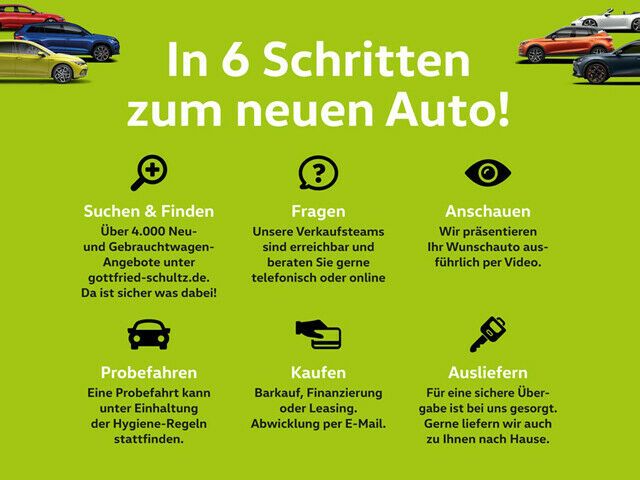 In 6 Schritten
zum neuen Auto!
Suchen & Finden
Über 4.000 Neu-
und Gebrauchtwagen-
Angebote unter
gottfried-schultz.de.
Da ist sicher was dabei!
Fragen
Unsere Verkaufsteams
sind erreichbar und
beraten Sie gerne
telefonisch oder online
Anschauen
Wir präsentieren
Ihr Wunschauto aus-
führlich per Video.
Probefahren
Eine Probefahrt kann
unter Einhaltung
der Hygiene-Regeln
stattfinden.
Kaufen
Barkauf, Finanzierung
oder Leasing.
Abwicklung per E-Mail.
Ausliefern
Für eine sichere Über-
gabe ist bei uns gesorgt.
Gerne liefern wir auch
zu Ihnen nach Hause.